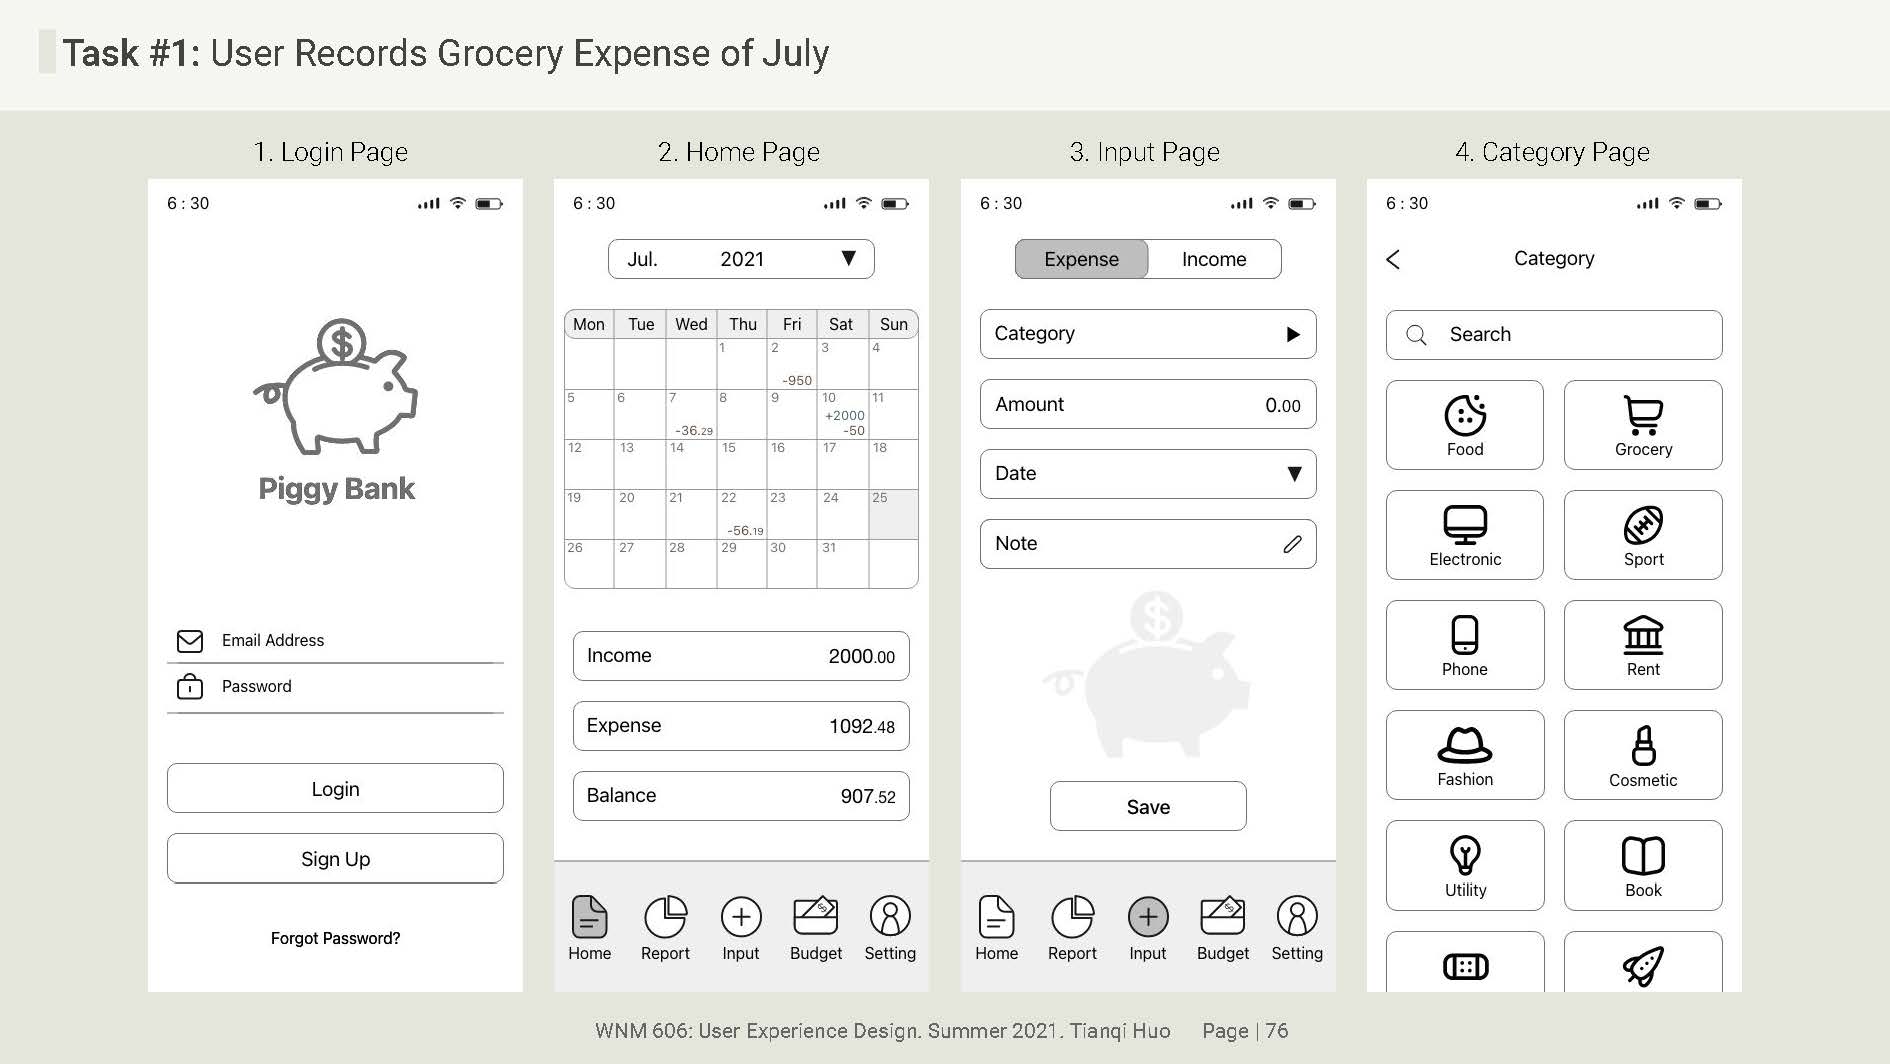 Task #1: User Records Grocery Expense of July
1. Login Page
6 : 30
$
Piggy Bank
Email Address
Password
Login
Sign Up
Forgot Password?
2. Home Page
6 : 30
Jul. 2021
Mon Tue Wed Thu Fri Sat Sun
1 2 3 4
-950
5 6 7 8 9 10 11
+2000
-36.29 -50
12 13 14 15 16 17 18
19 20 21 22 23 24 25
-56.19
26 27 28 29 30 31
Income 2000.00
Expense 1092.48
Balance 907.52
Home Report Input Budget Setting
3. Input Page
6 : 30
Expense Income
Category
Amount 0.00
Date
Note
$
Save
Home Report Input Budget Setting
4. Category Page
6 : 30
Category
Search
Food Grocery
Electronic Sport
Phone Rent
Fashion Cosmetic
Utility Book
WNM 606: User Experience Design. Summer 2021. Tianqi Huo Page | 76